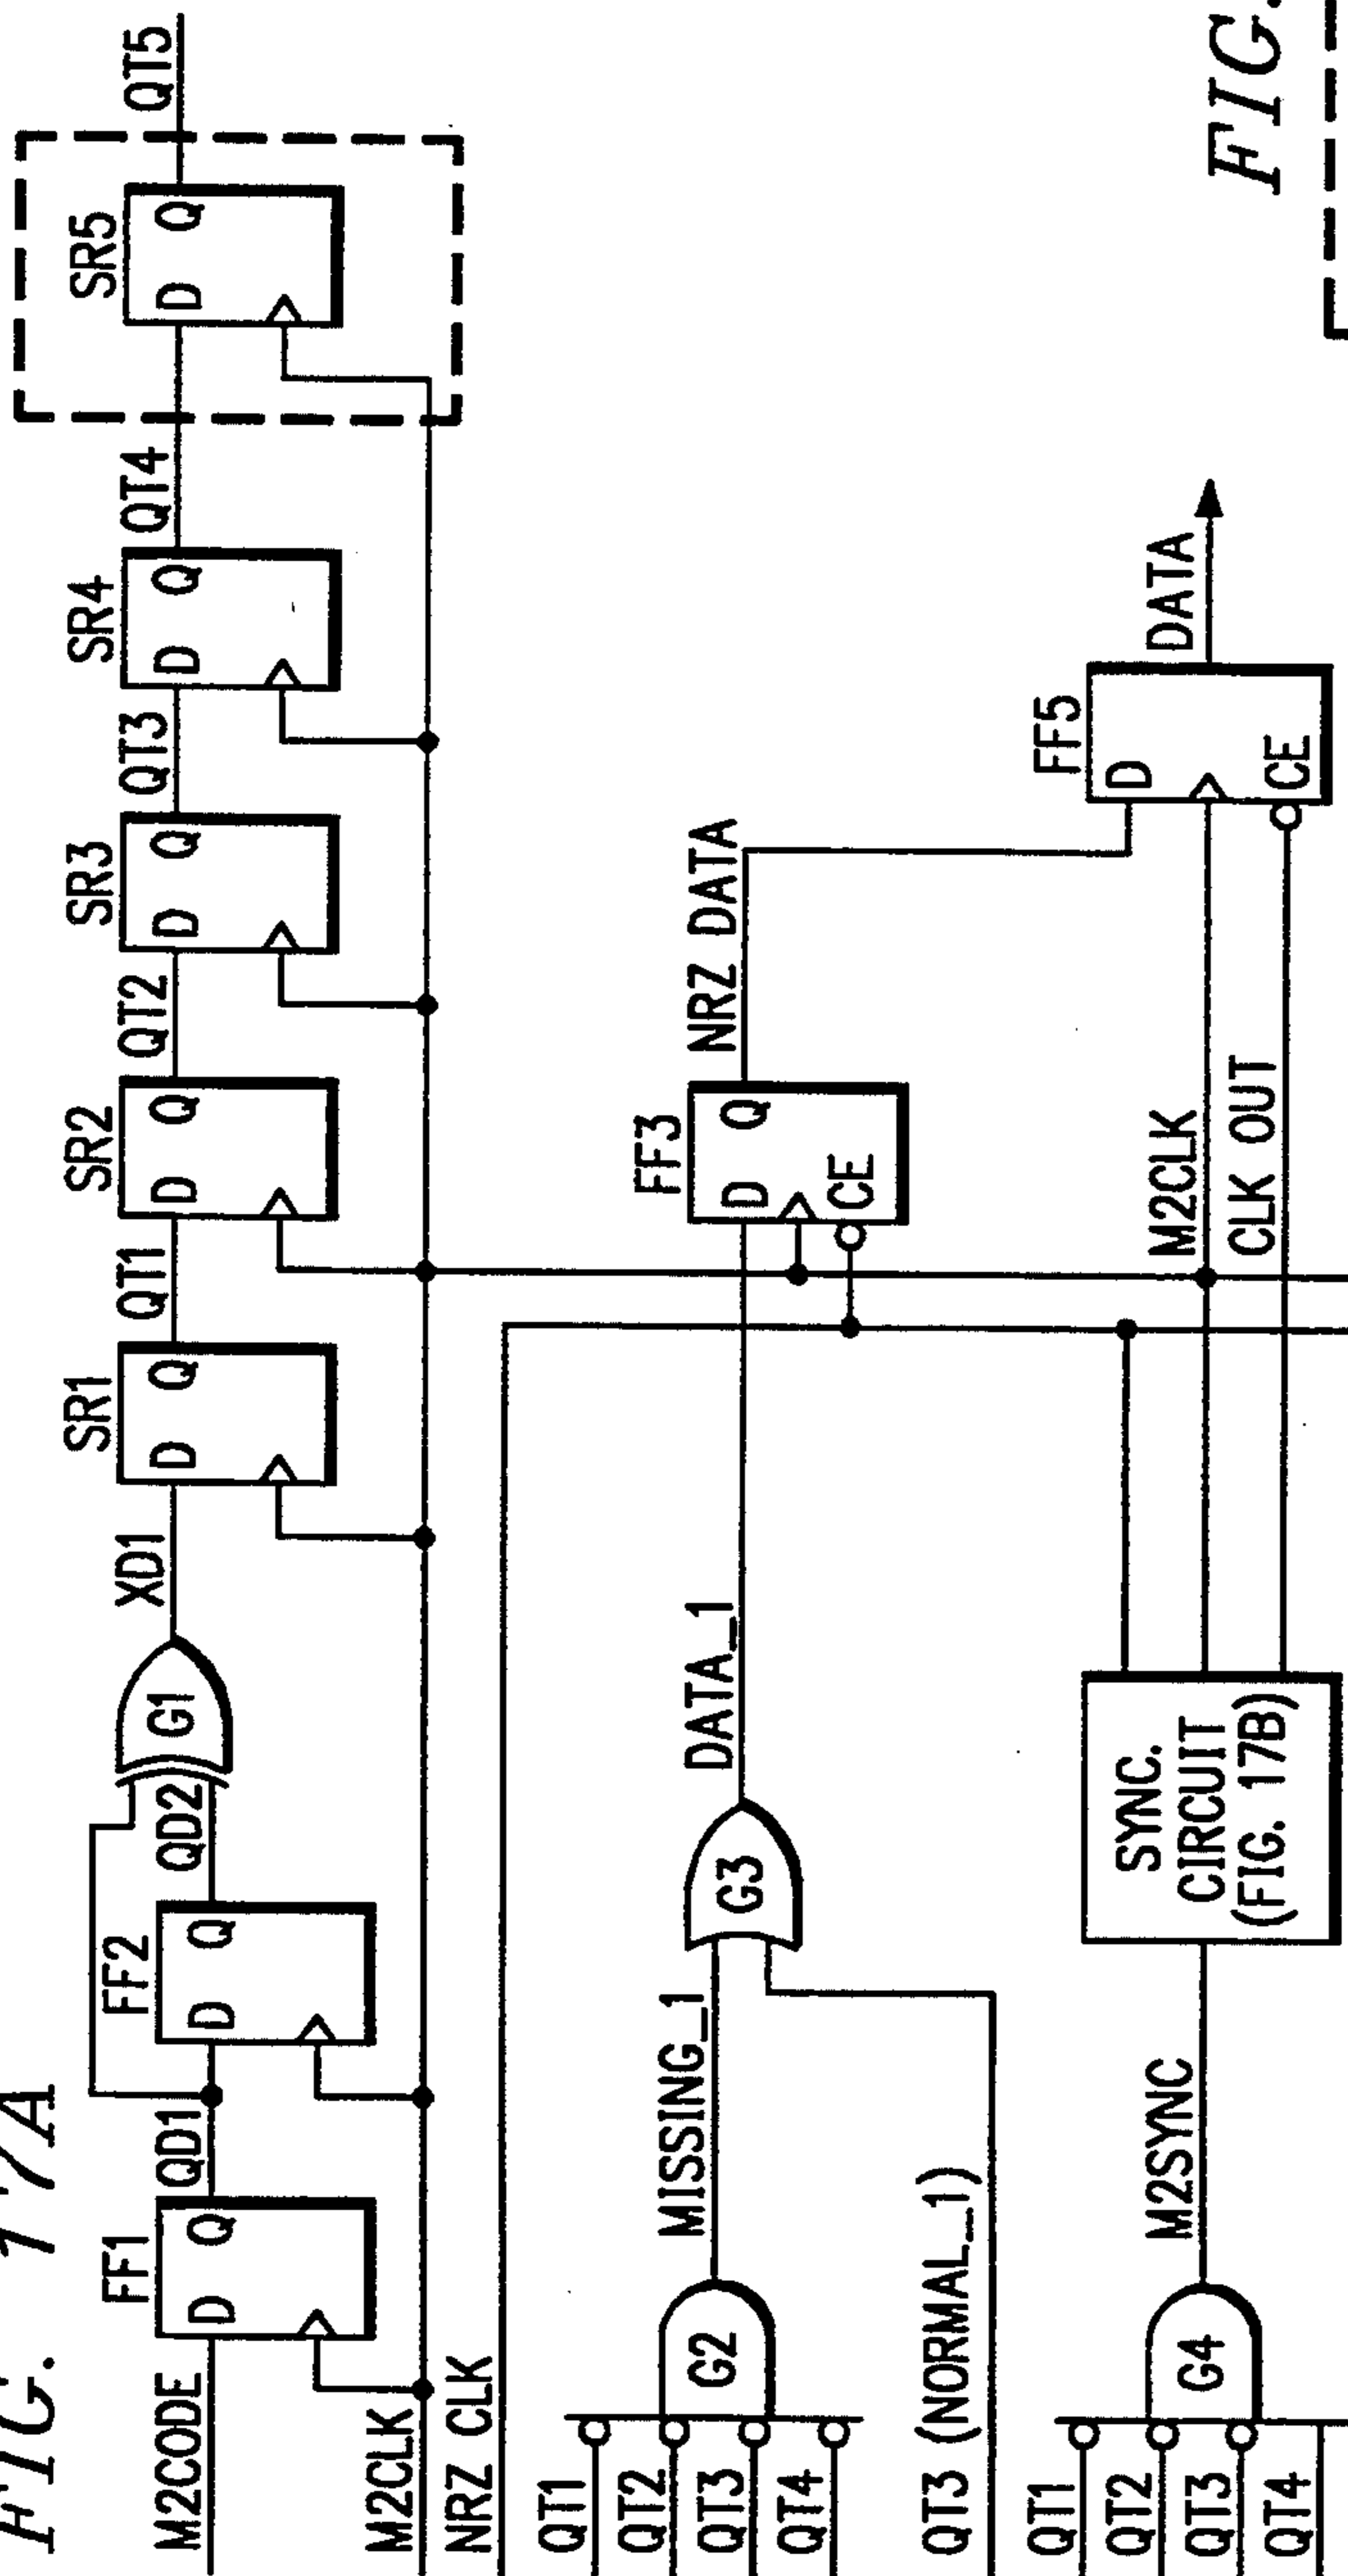 FIG. 17A
M2CODE
FF1
D Q
QD1
FF2
D Q
QD2
G1
XD1
SR1
D Q
QT1
SR2
D Q
QT2
SR3
D Q
QT3
SR4
D Q
QT4
SR5
D Q
QT5
M2CLK
NRZ CLK
QT1
QT2
QT3
QT4
G2
MISSING_1
QT3 (NORMAL_1)
G3
DATA_1
FF3
D Q
CE
NRZ DATA
QT1
QT2
QT3
QT4
G4
M2SYNC
SYNC.
CIRCUIT
(FIG. 17B)
M2CLK
CLK OUT
FF5
D
CE
DATA
FIG.